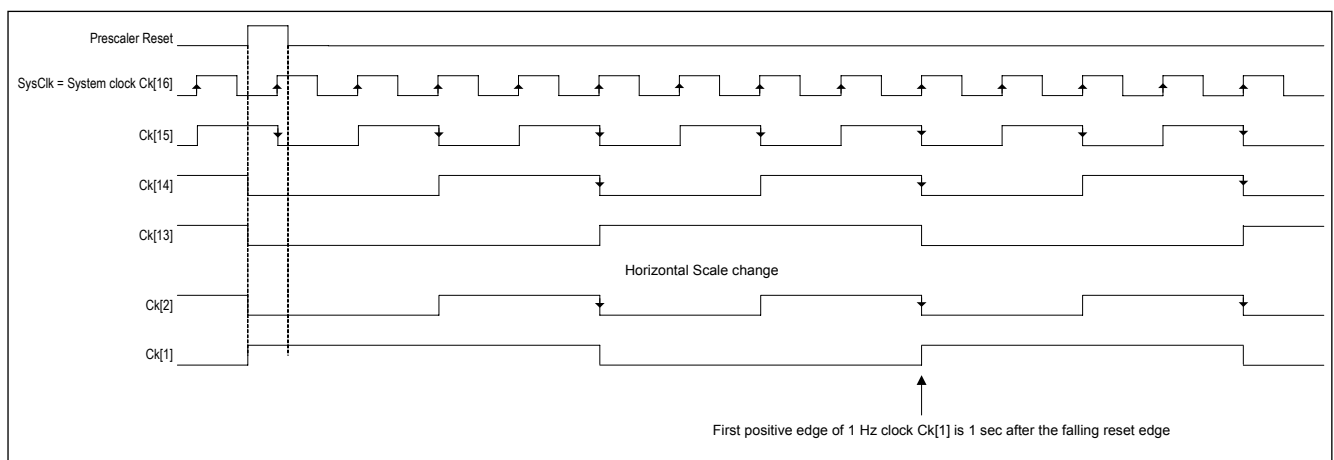 Prescaler Reset
SysClk = System clock Ck[16]
Ck[15]
Ck[14]
Ck[13]
Horizontal Scale change
Ck[2]
Ck[1]
First positive edge of 1 Hz clock Ck[1] is 1 sec after the falling reset edge